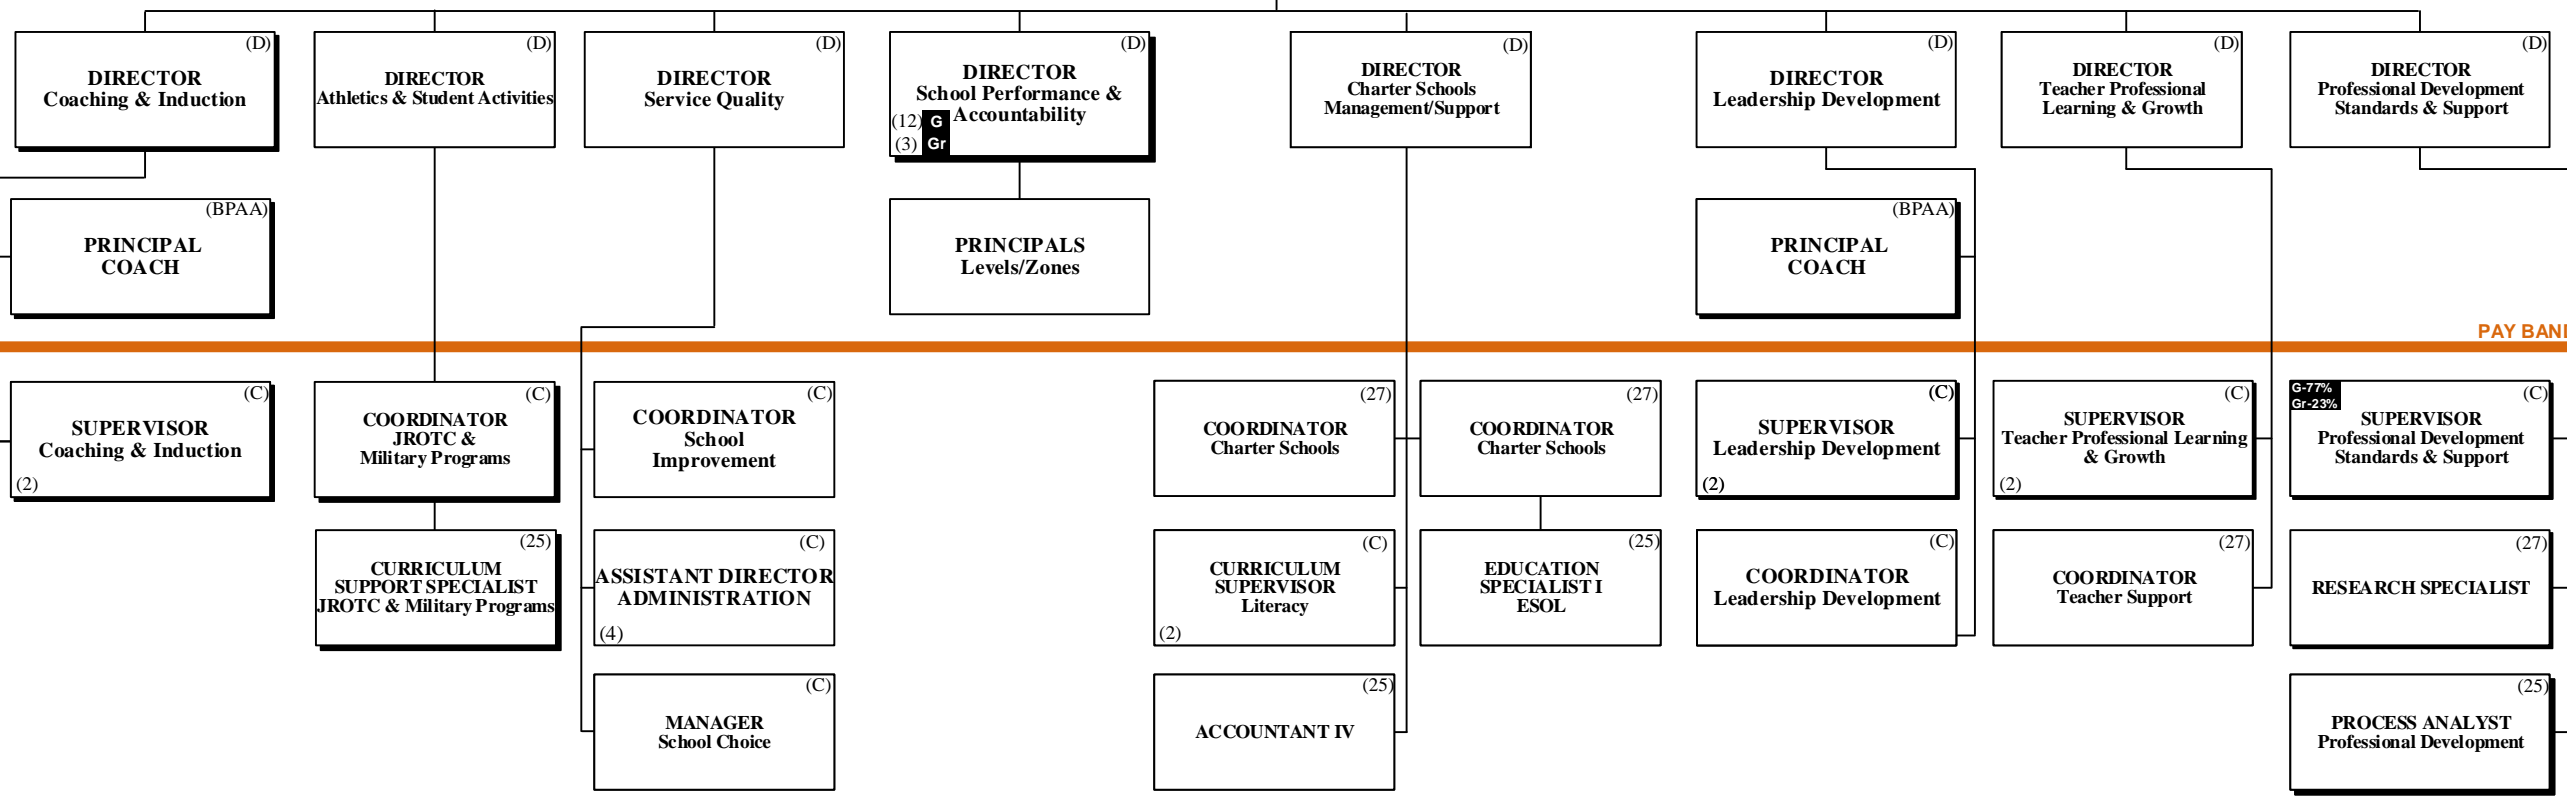 (D)
DIRECTOR
Coaching & Induction
(D)
DIRECTOR
Athletics & Student Activities
(D)
DIRECTOR
Service Quality
(D)
DIRECTOR
School Performance &
Accountability
(12) G
(3) Gr
(D)
DIRECTOR
Charter Schools
Management/Support
(D)
DIRECTOR
Leadership Development
(D)
DIRECTOR
Teacher Professional
Learning & Growth
(D)
DIRECTOR
Professional Development
Standards & Support
(BPAA)
PRINCIPAL
COACH
PRINCIPALS
Levels/Zones
(BPAA)
PRINCIPAL
COACH
PAY BAN
(C)
SUPERVISOR
Coaching & Induction
(2)
(C)
COORDINATOR
JROTC &
Military Programs
(C)
COORDINATOR
School
Improvement
(27)
COORDINATOR
Charter Schools
(27)
COORDINATOR
Charter Schools
(C)
SUPERVISOR
Leadership Development
(2)
(C)
SUPERVISOR
Teacher Professional Learning
& Growth
(2)
G-77%
Gr-23%
(C)
SUPERVISOR
Professional Development
Standards & Support
(25)
CURRICULUM
SUPPORT SPECIALIST
JROTC & Military Programs
(C)
ASSISTANT DIRECTOR
ADMINISTRATION
(4)
(C)
CURRICULUM
SUPERVISOR
Literacy
(2)
(25)
EDUCATION
SPECIALIST I
ESOL
(C)
COORDINATOR
Leadership Development
(27)
COORDINATOR
Teacher Support
(27)
RESEARCH SPECIALIST
(C)
MANAGER
School Choice
(25)
ACCOUNTANT IV
(25)
PROCESS ANALYST
Professional Development